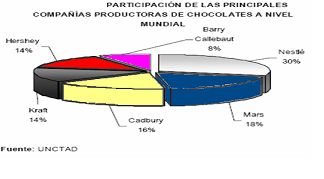 PARTICIPACIÓN DE LAS PRINCIPALES
COMPAÑÍAS PRODUCTORAS DE CHOCOLATES A NIVEL
MUNDIAL
Barry
Callebaut
8%
Hershey
14%
Nestlé
30%
Kraft
14%
Cadbury
16%
Mars
18%
Fuente: UNCTAD